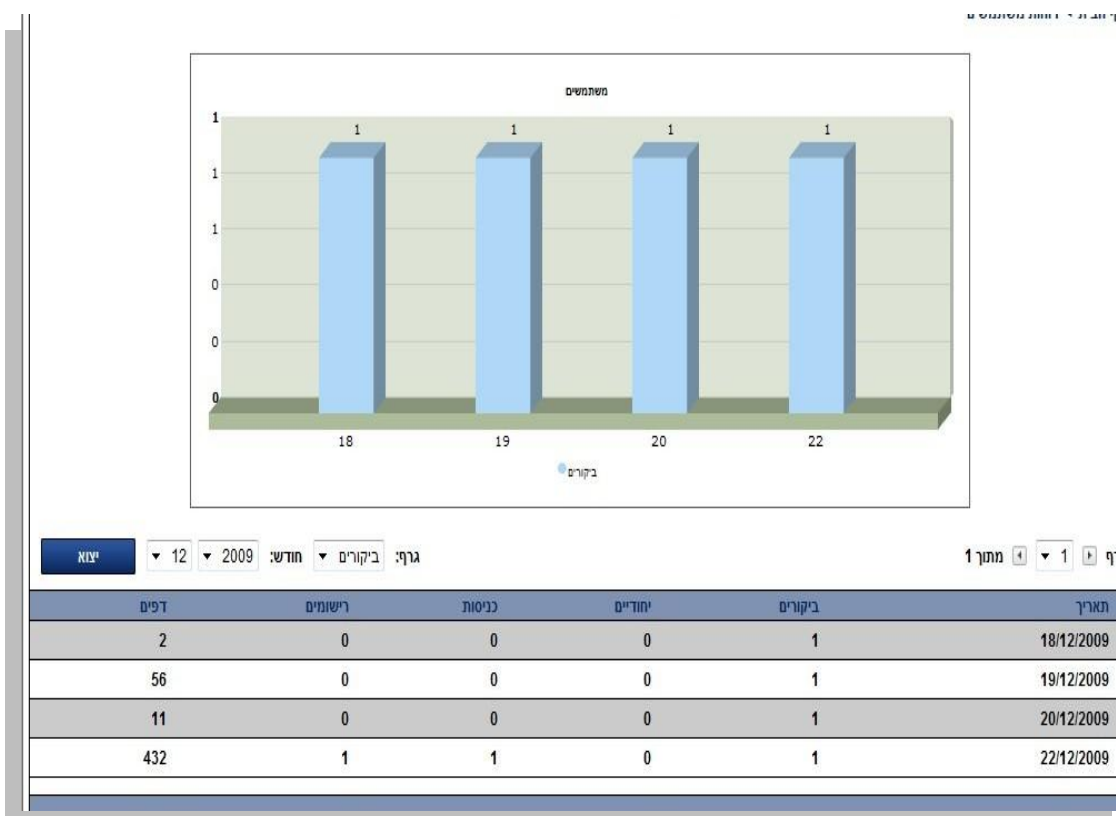 דוחות משתמשים
משתמשים
1
1 1 1 1
1
1
0
0
0
18 19 20 22
ביקורים
1 מתוך 1
גרף: ביקורים חודש: 2009 12 יצוא
תאריך ביקורים יחודיים כניסות רישומים דפים
18/12/2009 1 0 0 0 2
19/12/2009 1 0 0 0 56
20/12/2009 1 0 0 0 11
22/12/2009 1 0 1 1 432